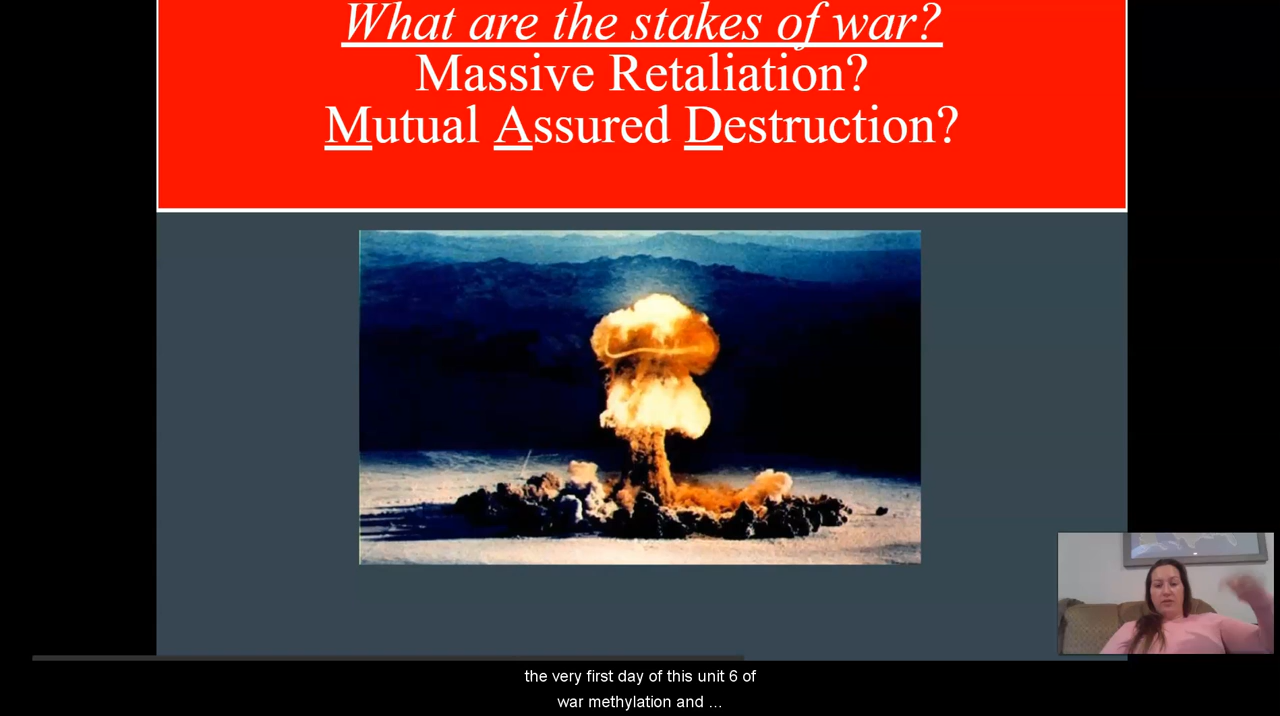 What are the stakes of war?
Massive Retaliation?
Mutual Assured Destruction?
the very first day of this unit 6 of
war methylation and ...